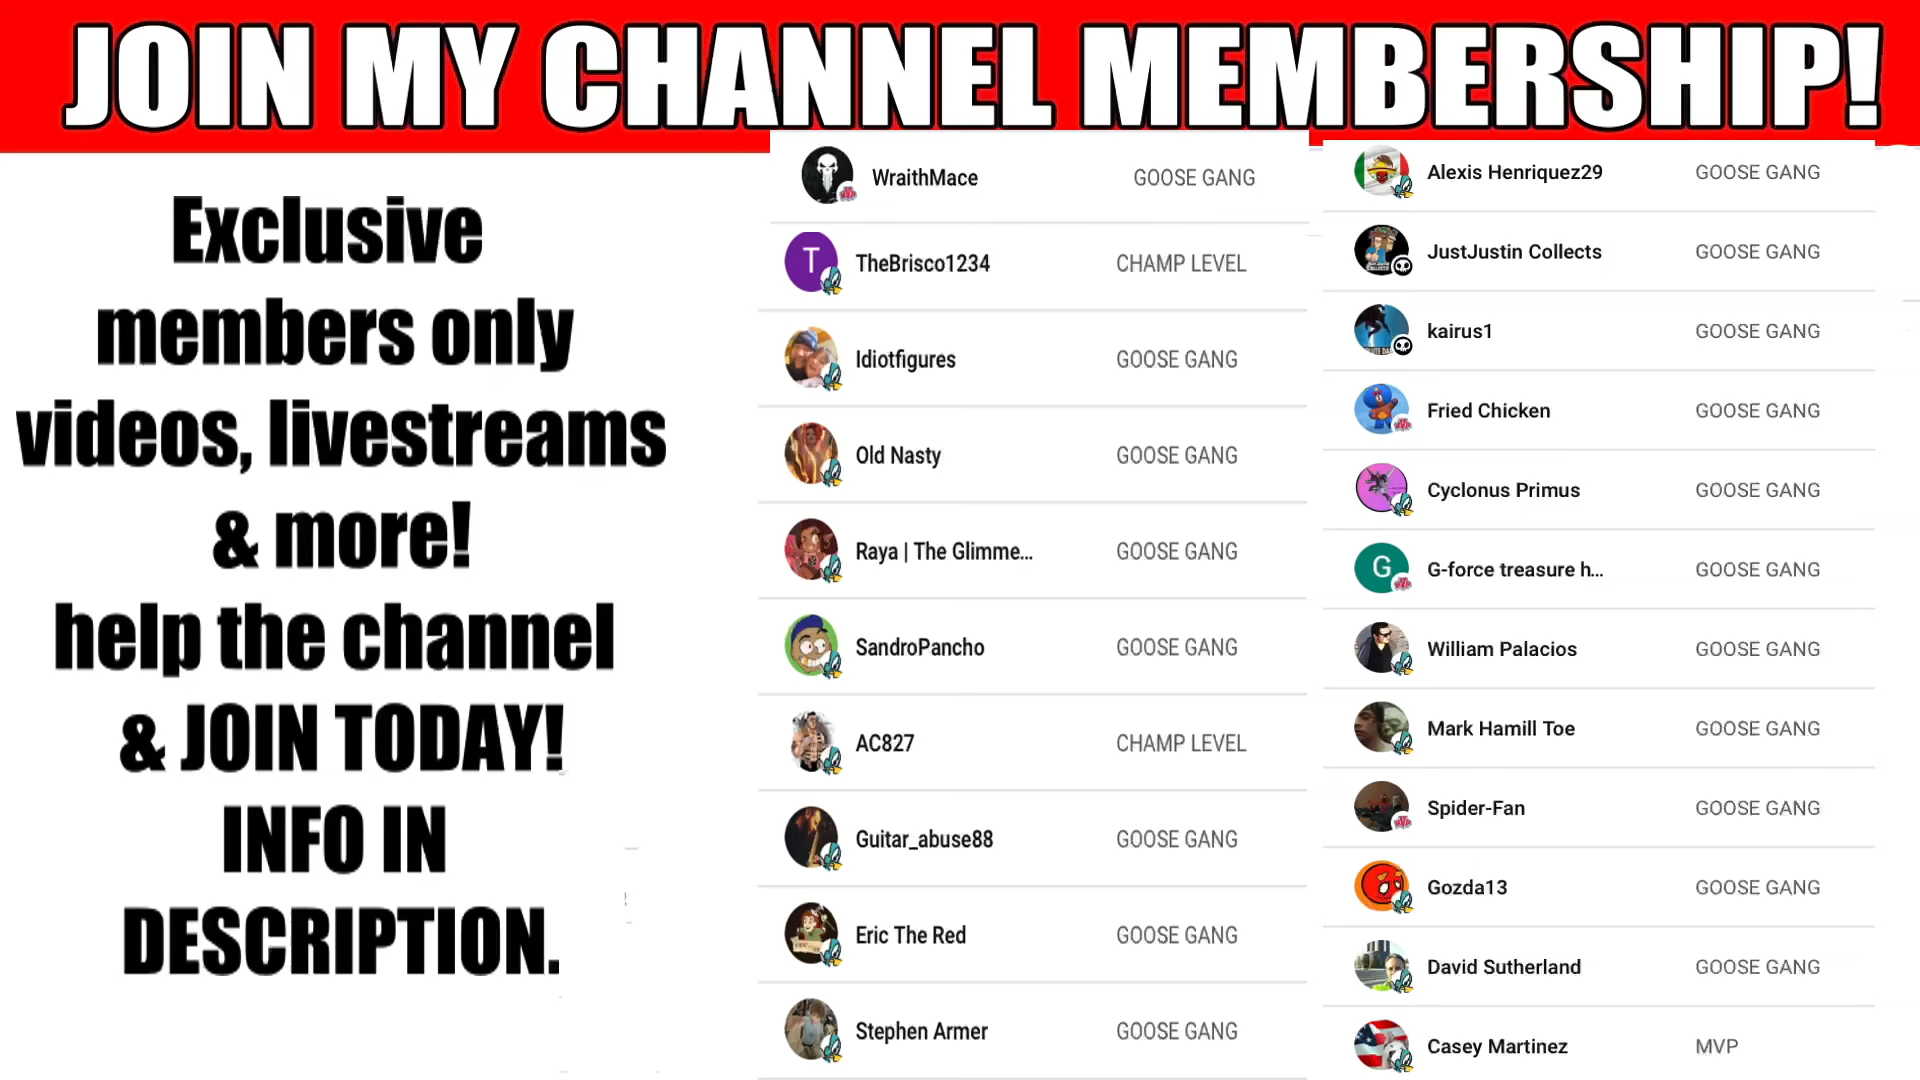 JOIN MY CHANNEL MEMBERSHIP!
Exclusive
members only
videos, livestreams
& more!
help the channel
& JOIN TODAY!
INFO IN
DESCRIPTION.
WraithMace GOOSE GANG
T TheBrisco1234 CHAMP LEVEL
Idiotfigures GOOSE GANG
Old Nasty GOOSE GANG
Raya | The Glimme... GOOSE GANG
SandroPancho GOOSE GANG
AC827 CHAMP LEVEL
Guitar_abuse88 GOOSE GANG
Eric The Red GOOSE GANG
Stephen Armer GOOSE GANG
Alexis Henriquez29 GOOSE GANG
JustJustin Collects GOOSE GANG
kairus1 GOOSE GANG
Fried Chicken GOOSE GANG
Cyclonus Primus GOOSE GANG
G G-force treasure h... GOOSE GANG
William Palacios GOOSE GANG
Mark Hamill Toe GOOSE GANG
Spider-Fan GOOSE GANG
Gozda13 GOOSE GANG
David Sutherland GOOSE GANG
Casey Martinez MVP